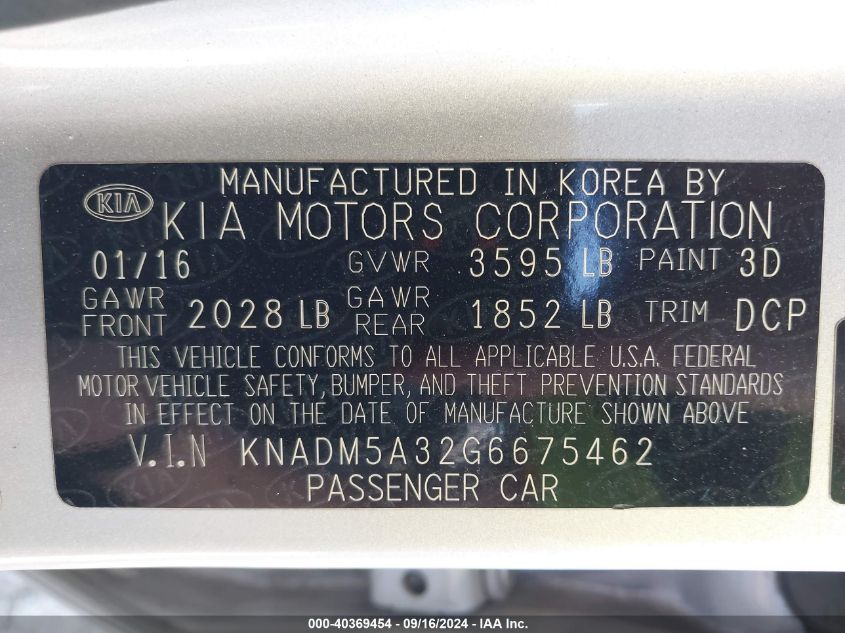 MANUFACTURED IN KOREA BY
KIA
KIA MOTORS CORPORATION
01/16 GVWR 3595 LB PAINT 3D
GAWR FRONT 2028 LB GAWR REAR 1852 LB TRIM DCP
THIS VEHICLE CONFORMS TO ALL APPLICABLE U.S.A. FEDERAL
MOTOR VEHICLE SAFETY, BUMPER, AND THEFT PREVENTION STANDARDS
IN EFFECT ON THE DATE OF MANUFACTURE SHOWN ABOVE
V.I.N KNADM5A32G6675462
PASSENGER CAR
000-40369454 - 09/16/2024 - IAA Inc.